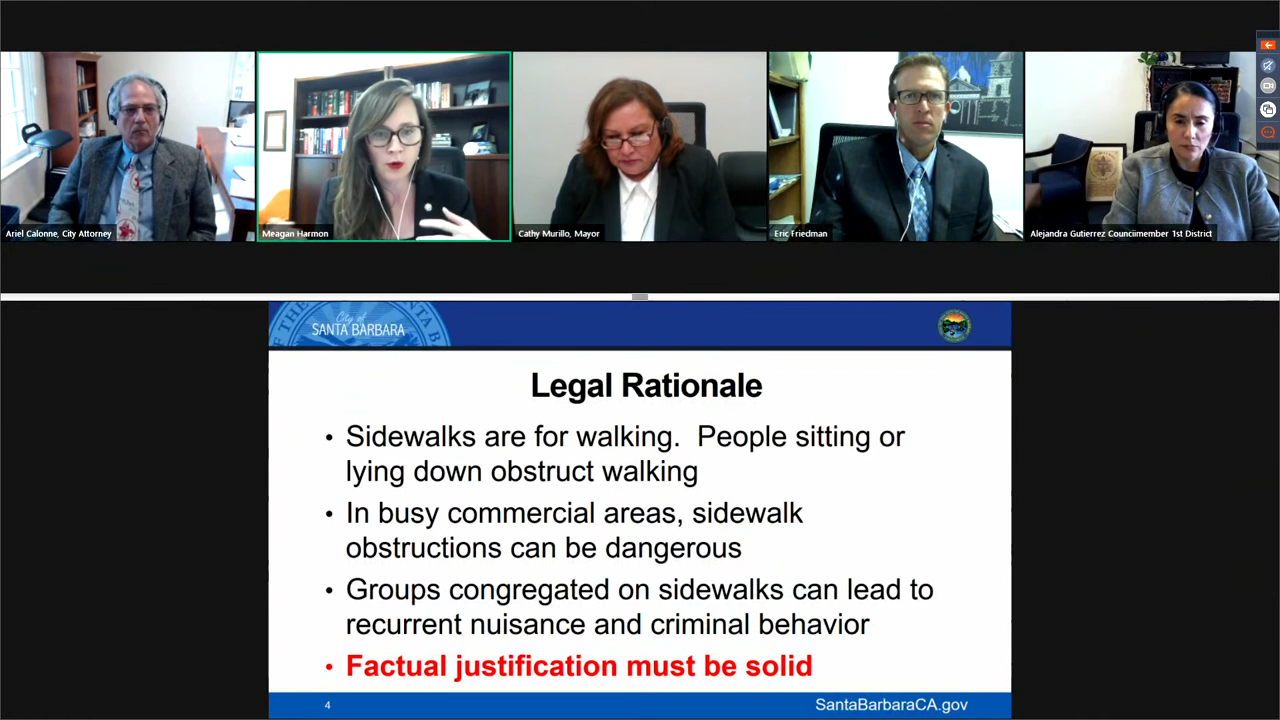 Ariel Calonne, City Attorney
Meagan Harmon
Cathy Murillo, Mayor
Eric Friedman
Alejandra Gutierrez Councilmember 1st District
City of
SANTA BARBARA
Legal Rationale
• Sidewalks are for walking.  People sitting or
lying down obstruct walking
• In busy commercial areas, sidewalk
obstructions can be dangerous
• Groups congregated on sidewalks can lead to
recurrent nuisance and criminal behavior
• Factual justification must be solid
4
SantaBarbaraCA.gov